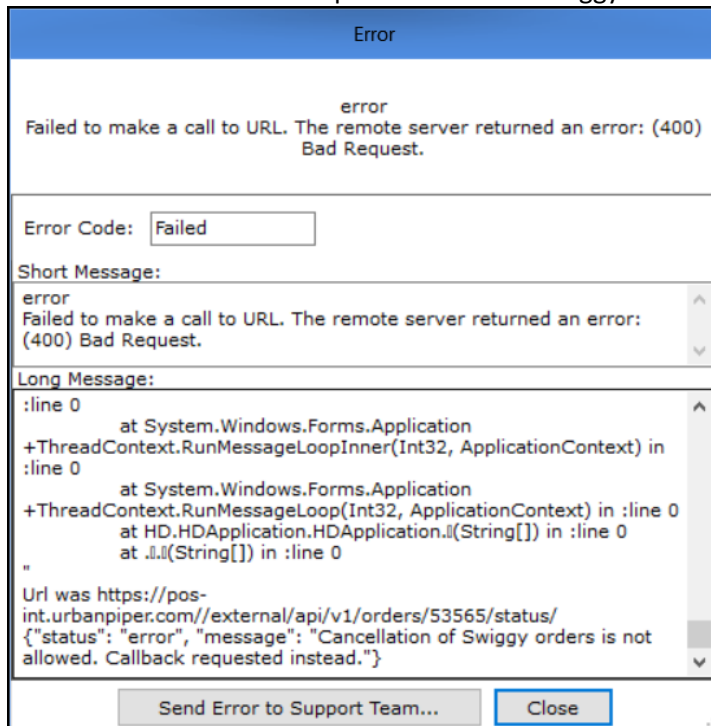 Error
error
Failed to make a call to URL. The remote server returned an error: (400)
Bad Request.
Error Code: Failed
Short Message:
error
Failed to make a call to URL. The remote server returned an error:
(400) Bad Request.
Long Message:
:line 0
at System.Windows.Forms.Application
+ThreadContext.RunMessageLoopInner(Int32, ApplicationContext) in
:line 0
at System.Windows.Forms.Application
+ThreadContext.RunMessageLoop(Int32, ApplicationContext) in :line 0
at HD.HDApplication.HDApplication.▯(String[]) in :line 0
at .▯.▯(String[]) in :line 0
"
Url was https://pos-
int.urbanpiper.com//external/api/v1/orders/53565/status/
{"status": "error", "message": "Cancellation of Swiggy orders is not
allowed. Callback requested instead."}
Send Error to Support Team...
Close